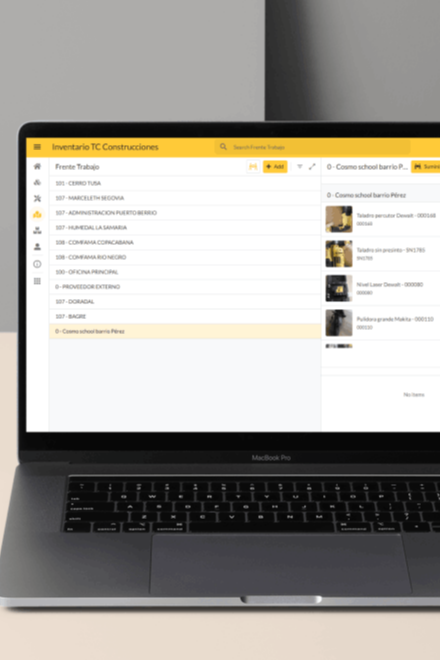 Inventario TC Construcciones
Search Frente Trabajo
Frente Trabajo
Add
0 - Cosmo school barrio P...
101 - CERRO TUSA
107 - MARCELETH SEGOVIA
107 - ADMINISTRACION PUERTO BERRIO
107 - HUMEDAL LA SAMARIA
108 - COMFAMA COPACABANA
108 - COMFAMA RIO NEGRO
100 - OFICINA PRINCIPAL
0 - PROVEEDOR EXTERNO
107 - DORADAL
107 - BAGRE
0 - Cosmo school barrio Pérez
0 - Cosmo school barrio Pérez
Taladro percutor Dewalt - 000168
000168
Taladro sin precinto - SN1785
SN1785
Nivel Laser Dewalt - 000080
000080
Pulidora grande Makita - 000110
000110
No items
MacBook Pro
Q W E R T Y U I O P
A S D F G H J K L
Z X C V B N M